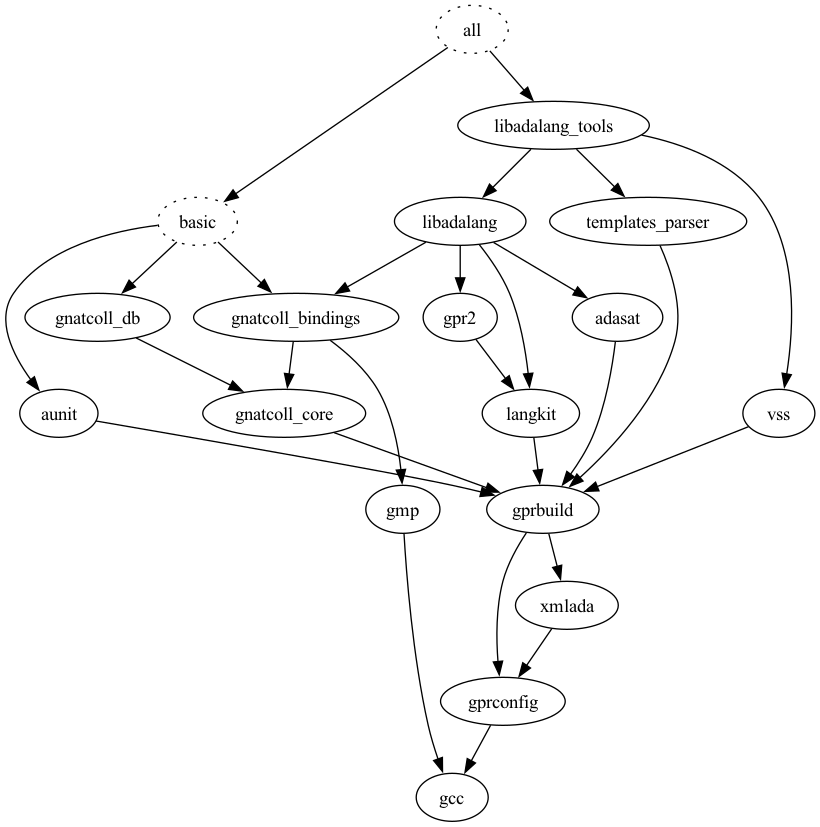 all
libadalang_tools
basic
libadalang
templates_parser
gnatcoll_db
gnatcoll_bindings
gpr2
adasat
aunit
gnatcoll_core
langkit
vss
gmp
gprbuild
xmlada
gprconfig
gcc